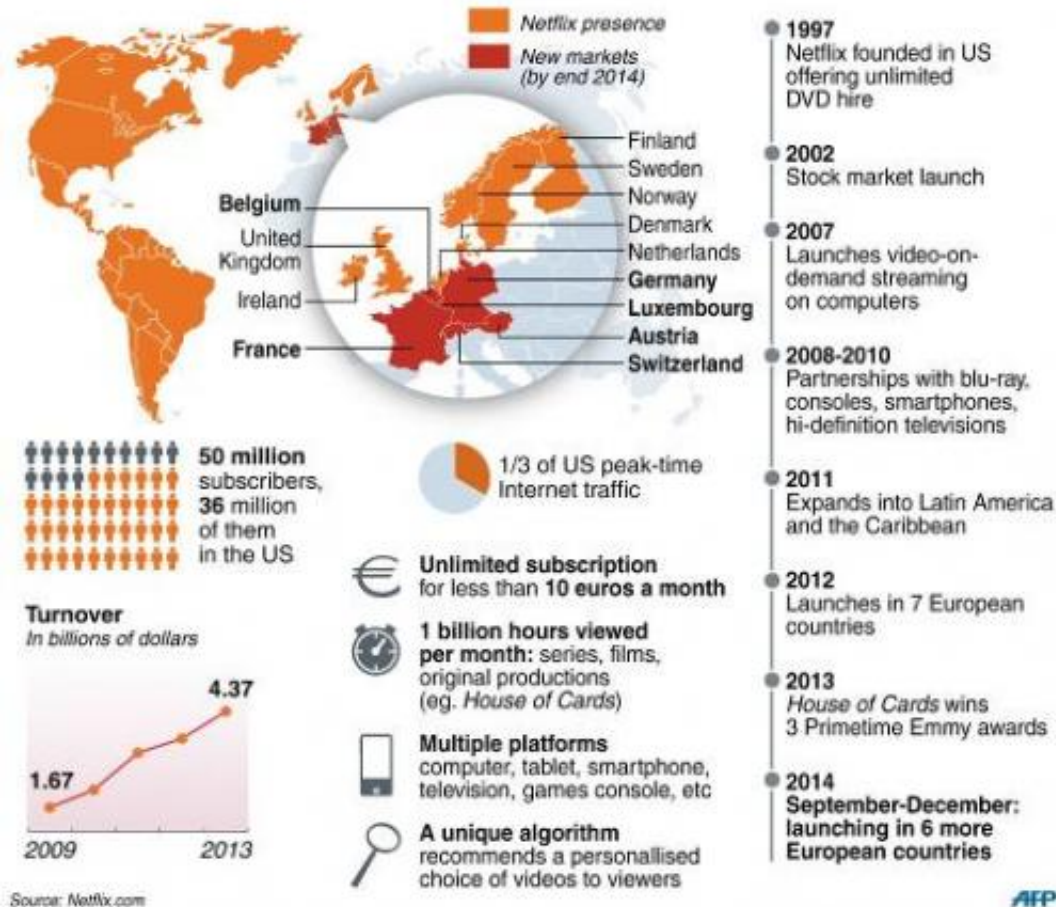 Netflix presence
New markets
(by end 2014)
Finland
Sweden
Norway
Denmark
Netherlands
Germany
Luxembourg
Austria
Switzerland
Belgium
United
Kingdom
Ireland
France
50 million
subscribers,
36 million
of them
in the US
1/3 of US peak-time
Internet traffic
Turnover
In billions of dollars
4.37
1.67
2009
2013
Unlimited subscription
for less than 10 euros a month
1 billion hours viewed
per month: series, films,
original productions
(eg. House of Cards)
Multiple platforms
computer, tablet, smartphone,
television, games console, etc
A unique algorithm
recommends a personallised
choice of videos to viewers
1997
Netflix founded in US
offering unlimited
DVD hire
2002
Stock market launch
2007
Launches video-on-
demand streaming
on computers
2008-2010
Partnerships with blu-ray,
consoles, smartphones,
hi-definition televisions
2011
Expands into Latin America
and the Caribbean
2012
Launches in 7 European
countries
2013
House of Cards wins
3 Primetime Emmy awards
2014
September-December:
launching in 6 more
European countries
Source: Netflix.com
AFP